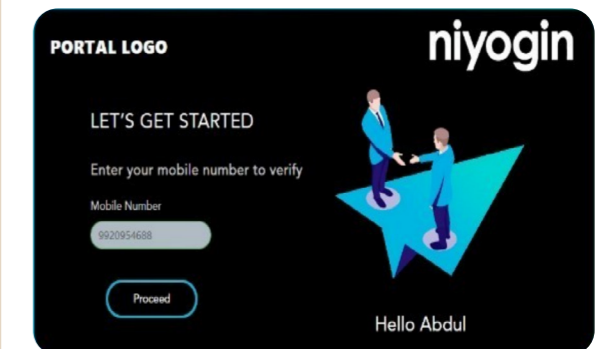 PORTAL LOGO
niyogin
LET'S GET STARTED
Enter your mobile number to verify
Mobile Number
9920954688
Proceed
Hello Abdul